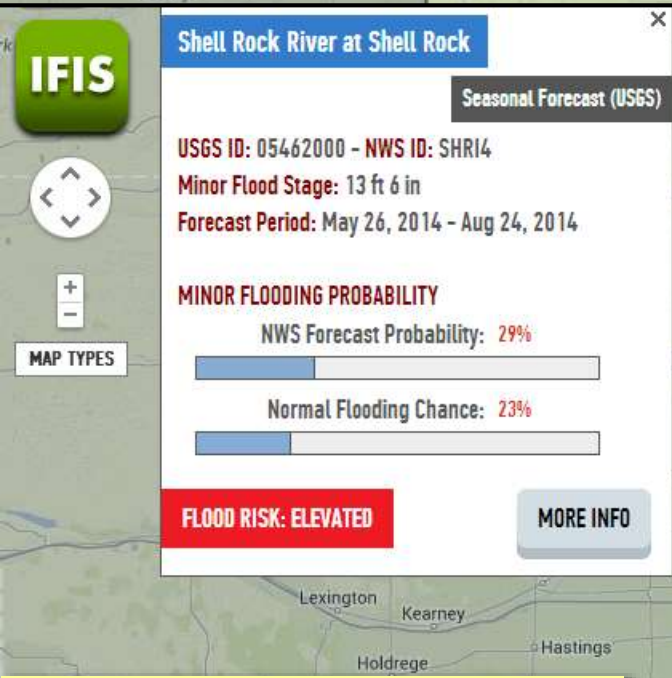 IFIS
Shell Rock River at Shell Rock
×
Seasonal Forecast (USGS)
USGS ID: 05462000 - NWS ID: SHRI4
Minor Flood Stage: 13 ft 6 in
Forecast Period: May 26, 2014 - Aug 24, 2014
MINOR FLOODING PROBABILITY
NWS Forecast Probability: 29%
Normal Flooding Chance: 23%
+
-
MAP TYPES
FLOOD RISK: ELEVATED
MORE INFO
Lexington
Kearney
Hastings
Holdrege